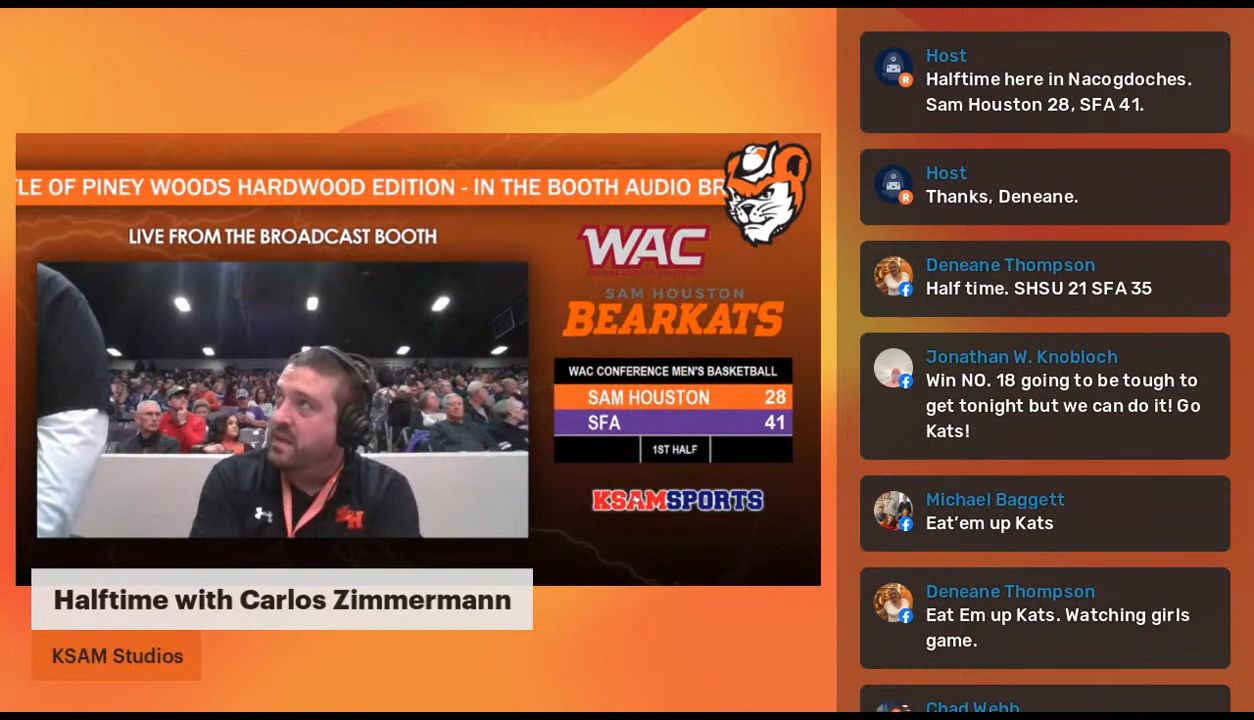 TLE OF PINEY WOODS HARDWOOD EDITION - IN THE BOOTH AUDIO BR
LIVE FROM THE BROADCAST BOOTH
WAC
SAM HOUSTON
BEARKATS
WAC CONFERENCE MEN'S BASKETBALL
SAM HOUSTON 28
SFA 41
1ST HALF
KSAMSPORTS
SH
Halftime with Carlos Zimmermann
KSAM Studios
Host
Halftime here in Nacogdoches.
Sam Houston 28, SFA 41.
Host
Thanks, Deneane.
Deneane Thompson
Half time. SHSU 21 SFA 35
Jonathan W. Knobloch
Win NO. 18 going to be tough to
get tonight but we can do it! Go
Kats!
Michael Baggett
Eat’em up Kats
Deneane Thompson
Eat Em up Kats. Watching girls
game.
Chad Webb